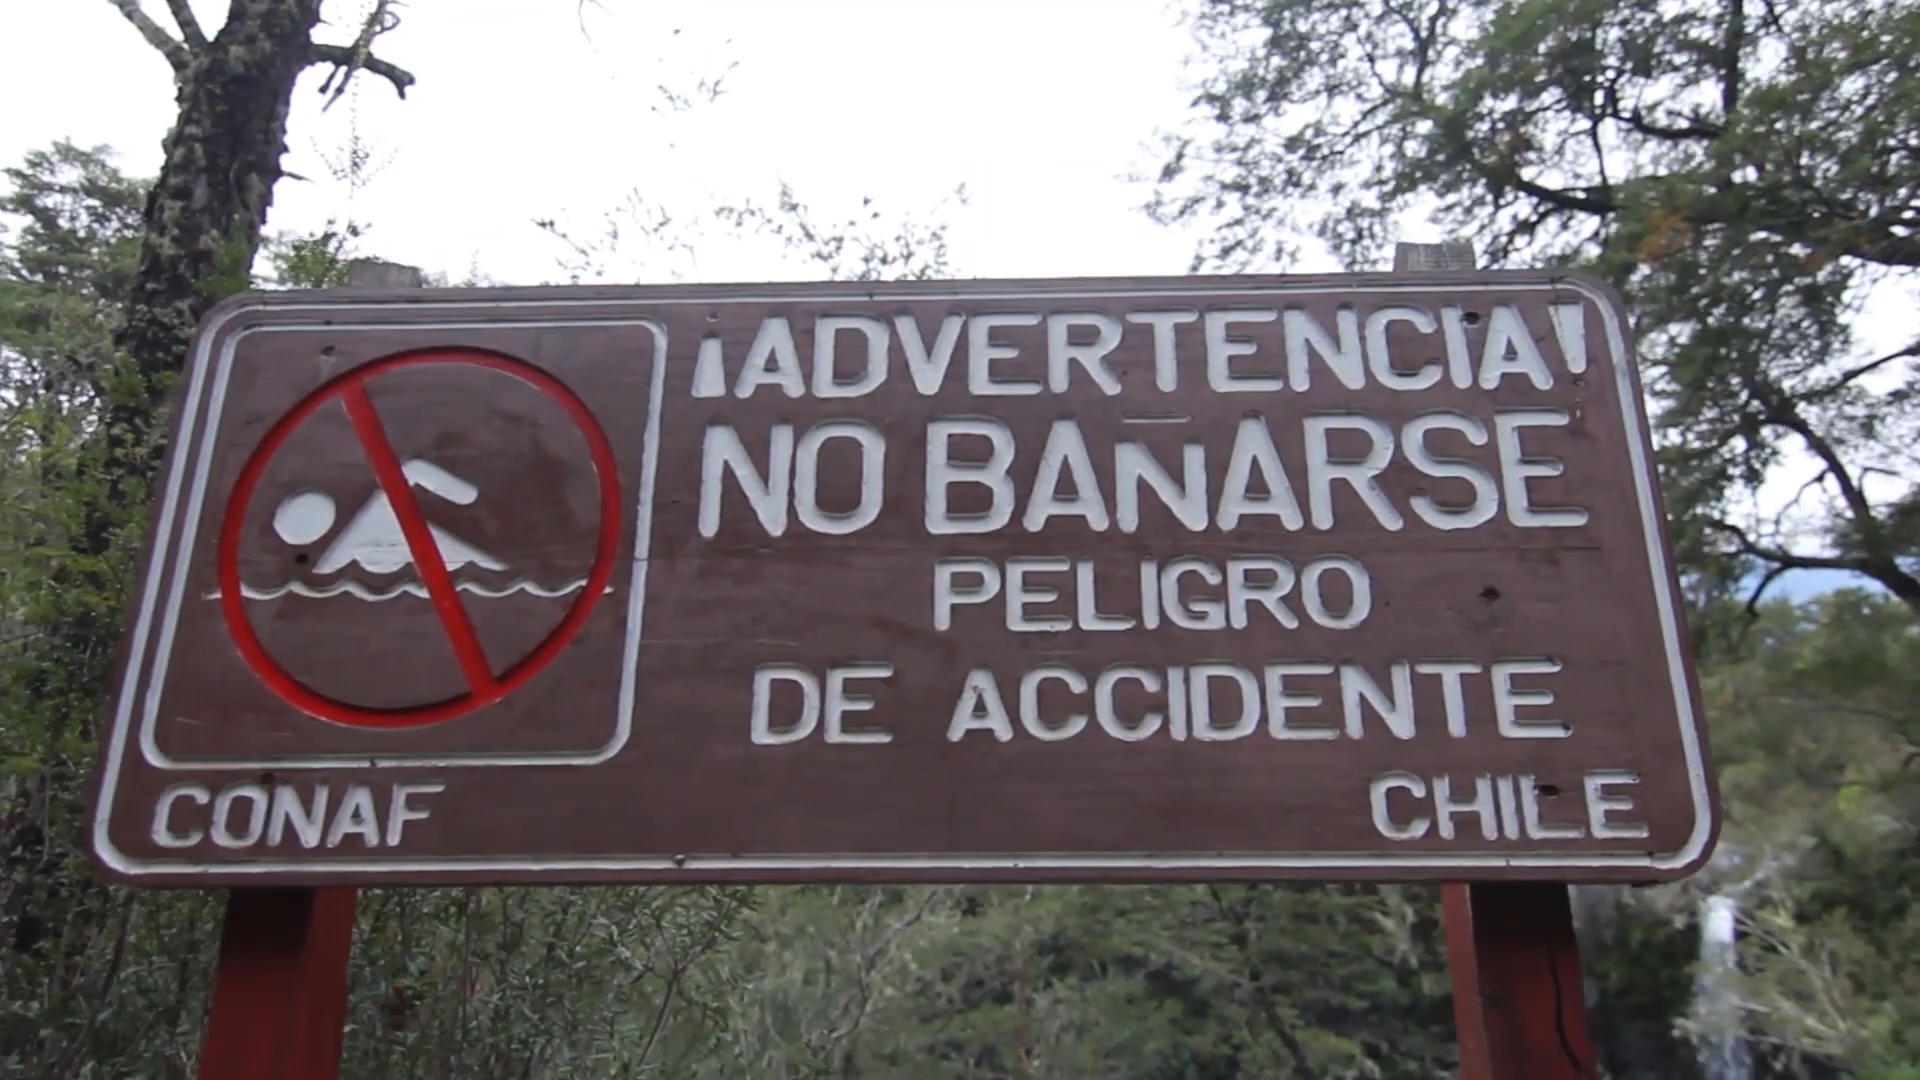 ¡ADVERTENCIA!
NO BAÑARSE
PELIGRO
DE ACCIDENTE
CONAF CHILE